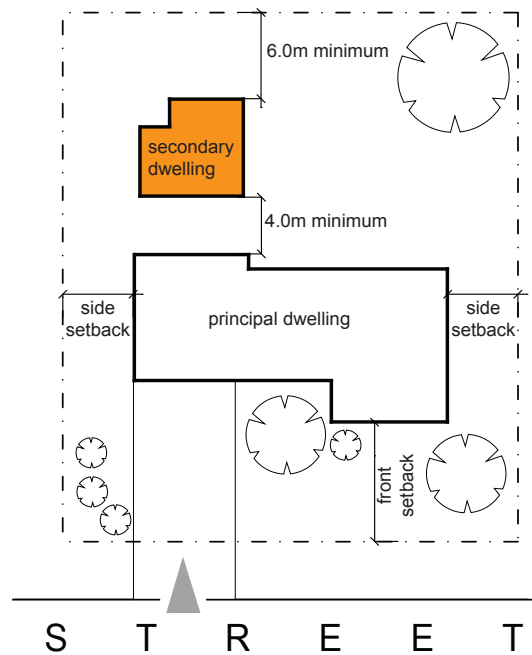 6.0m minimum
secondary
dwelling
4.0m minimum
side
setback
principal dwelling
side
setback
front
setback
S T R E E T